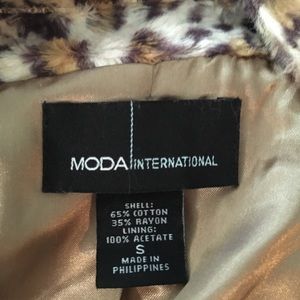 MODA INTERNATIONAL
SHELL:
65% COTTON
35% RAYON
LINING:
100% ACETATE
S
MADE IN
PHILIPPINES